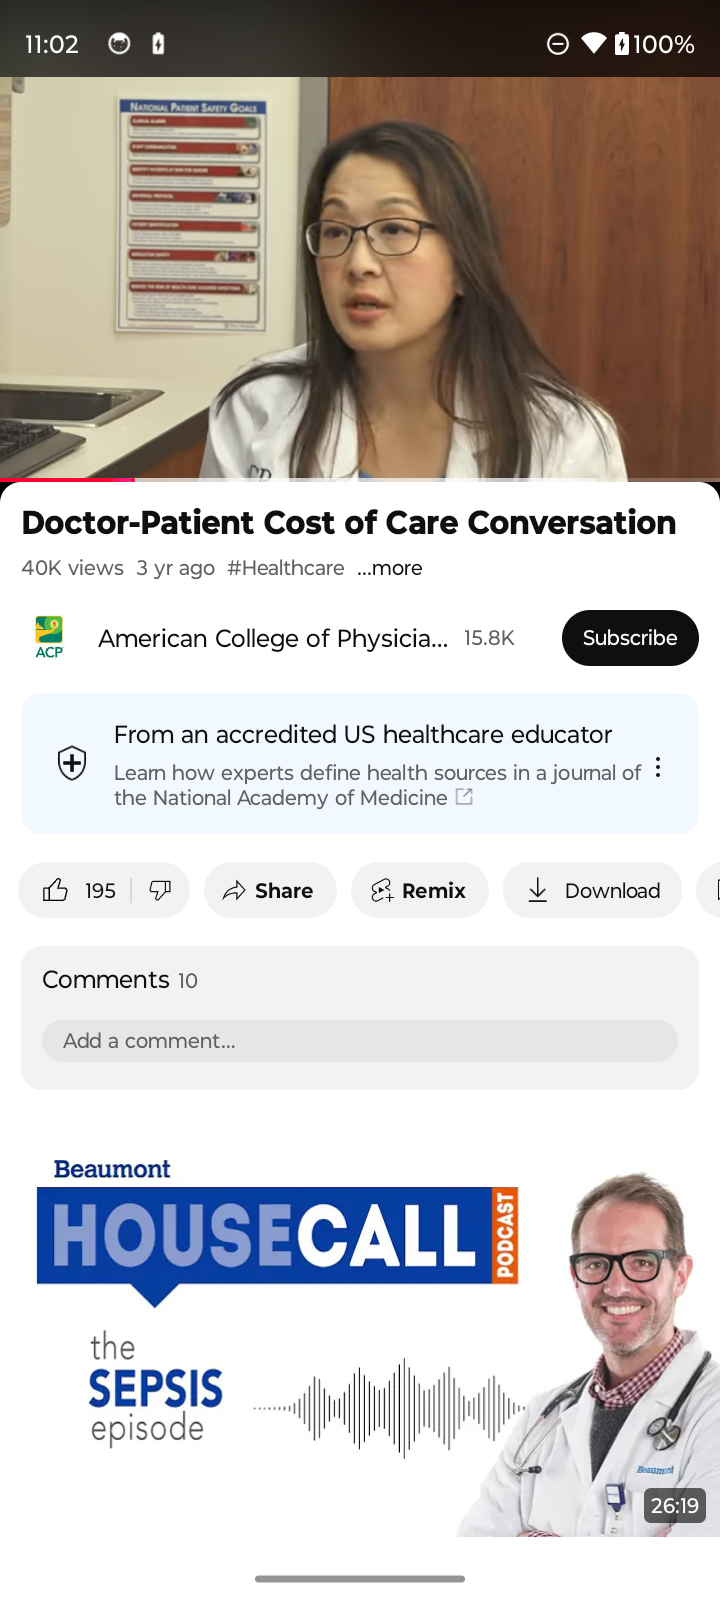 11:02
100%
NATIONAL PATIENT SAFETY GOALS
Doctor-Patient Cost of Care Conversation
40K views 3 yr ago #Healthcare ...more
ACP
American College of Physicia... 15.8K
Subscribe
From an accredited US healthcare educator
Learn how experts define health sources in a journal of
the National Academy of Medicine
195
Share
Remix
Download
Comments 10
Add a comment...
Beaumont
HOUSECALL
PODCAST
the
SEPSIS
episode
Beaumont
26:19